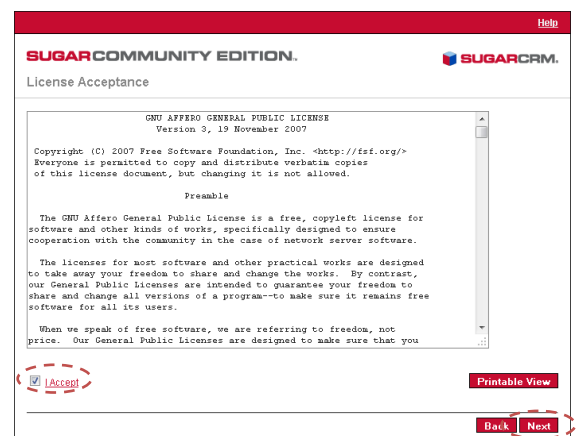 Help
SUGARCOMMUNITY EDITION.
SUGARCRM.
License Acceptance
GNU AFFERO GENERAL PUBLIC LICENSE
Version 3, 19 November 2007
Copyright (C) 2007 Free Software Foundation, Inc. <http://fsf.org/>
Everyone is permitted to copy and distribute verbatim copies
of this license document, but changing it is not allowed.
Preamble
The GNU Affero General Public License is a free, copyleft license for
software and other kinds of works, specifically designed to ensure
cooperation with the community in the case of network server software.
The licenses for most software and other practical works are designed
to take away your freedom to share and change the works.  By contrast,
our General Public Licenses are intended to guarantee your freedom to
share and change all versions of a program--to make sure it remains free
software for all its users.
When we speak of free software, we are referring to freedom, not
price.  Our General Public Licenses are designed to make sure that you
I Accept
Printable View
Back Next